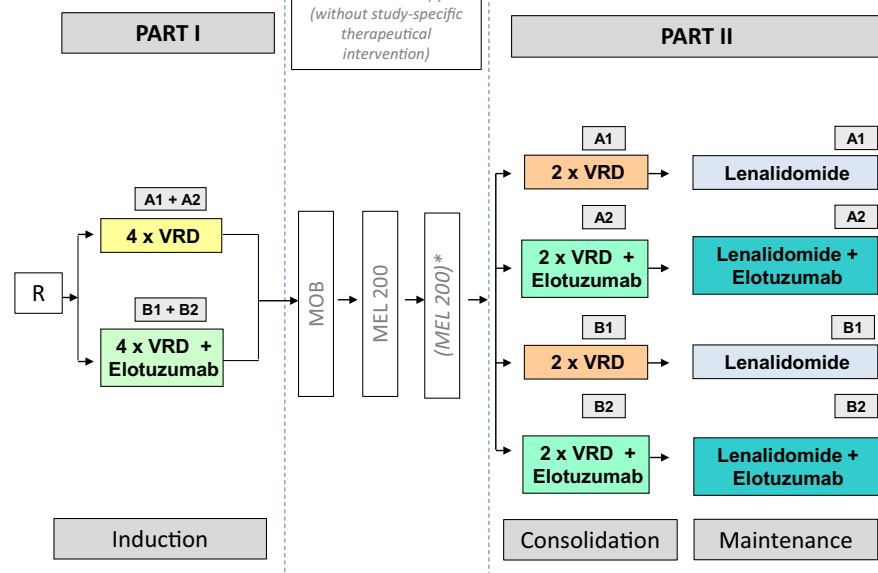 PART I
(without study-specific
therapeutical
intervention)
PART II
A1 + A2
4 x VRD
R
B1 + B2
4 x VRD +
Elotuzumab
MOB
MEL 200
(MEL 200)*
A1
2 x VRD
A1
Lenalidomide
A2
2 x VRD +
Elotuzumab
A2
Lenalidomide +
Elotuzumab
B1
2 x VRD
B1
Lenalidomide
B2
2 x VRD +
Elotuzumab
B2
Lenalidomide +
Elotuzumab
Induction
Consolidation
Maintenance